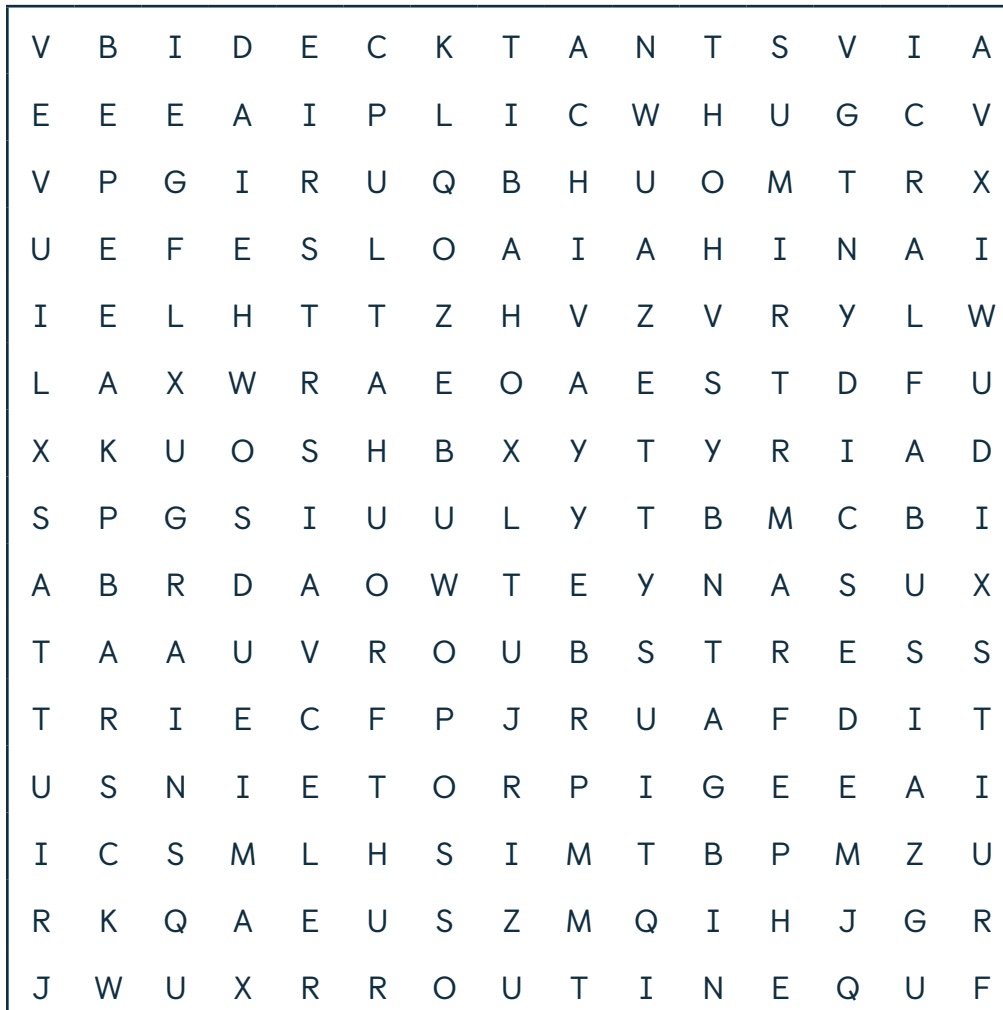 V B I D E C K T A N T S V I A
E E E A I P L I C W H U G C V
V P G I R U Q B H U O M T R X
U E F E S L O A I A H I N A I
I E L H T T Z H V Z V R Y L W
L A X W R A E O A E S T D F U
X K U O S H B X Y T Y R I A D
S P G S I U U L Y T B M C B I
A B R D A O W T E Y N A S U X
T A A U V R O U B S T R E S S
T R I E C F P J R U A F D I T
U S N I E T O R P I G E E A I
I C S M L H S I M T B P M Z U
R K Q A E U S Z M Q I H J G R
J W U X R R O U T I N E Q U F